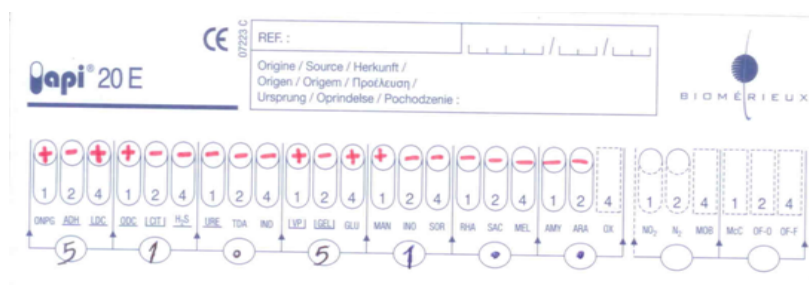 CE
07223 C
REF. :
api® 20 E
Origine / Source / Herkunft /
Origen / Origem / Προέλευση /
Ursprung / Oprindelse / Pochodzenie :
BIOMÉRIEUX
+ − + + − − − − − + − + + − − − − − − −
1 2 4 1 2 4 1 2 4 1 2 4 1 2 4 1 2 4 1 2 4 1 2 4 1 2 4
ONPG ADH LDC ODC |CIT| H₂S URE TDA IND |VP| |GEL| GLU MAN INO SOR RHA SAC MEL AMY ARA OX NO₂ N₂ MOB McC OF-O OF-F
5 1 0 5 1 • •